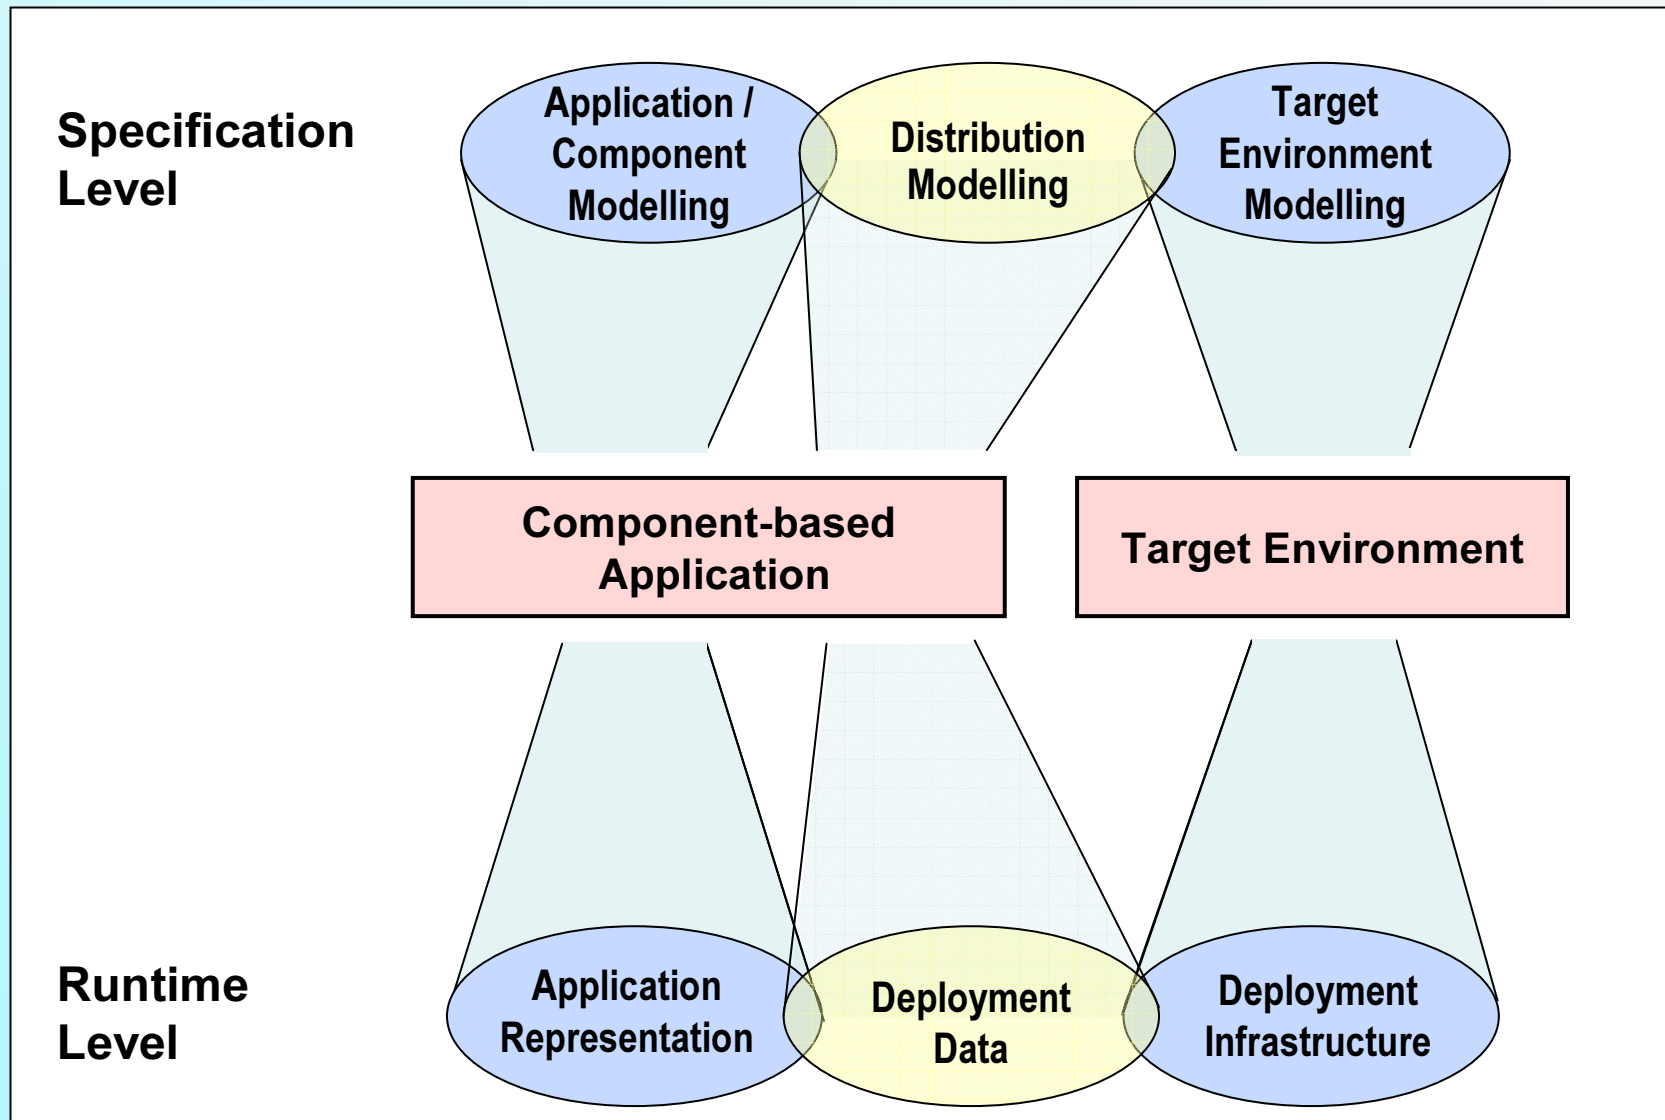 Specification
Level
Application /
Component
Modelling
Distribution
Modelling
Target
Environment
Modelling
Component-based
Application
Target Environment
Runtime
Level
Application
Representation
Deployment
Data
Deployment
Infrastructure